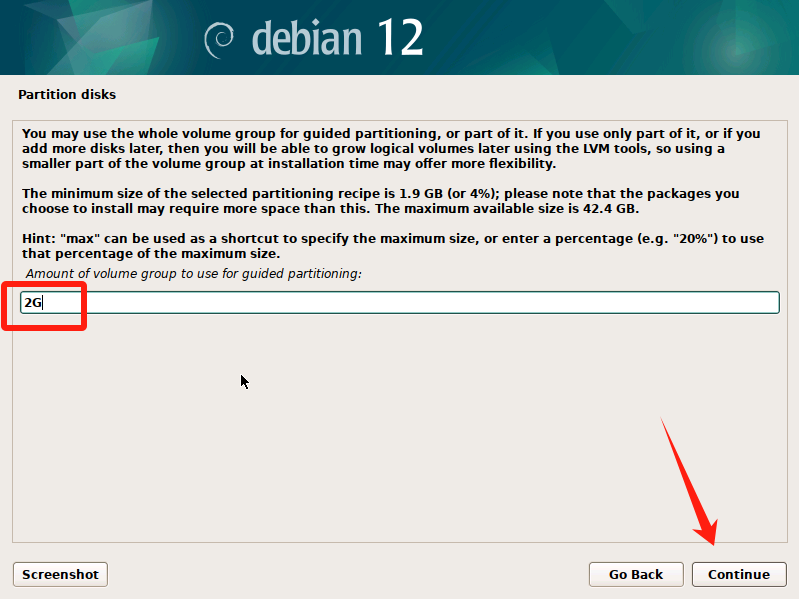 debian 12
Partition disks
You may use the whole volume group for guided partitioning, or part of it. If you use only part of it, or if you
add more disks later, then you will be able to grow logical volumes later using the LVM tools, so using a
smaller part of the volume group at installation time may offer more flexibility.
The minimum size of the selected partitioning recipe is 1.9 GB (or 4%); please note that the packages you
choose to install may require more space than this. The maximum available size is 42.4 GB.
Hint: "max" can be used as a shortcut to specify the maximum size, or enter a percentage (e.g. "20%") to use
that percentage of the maximum size.
Amount of volume group to use for guided partitioning:
2G
Screenshot
Go Back
Continue